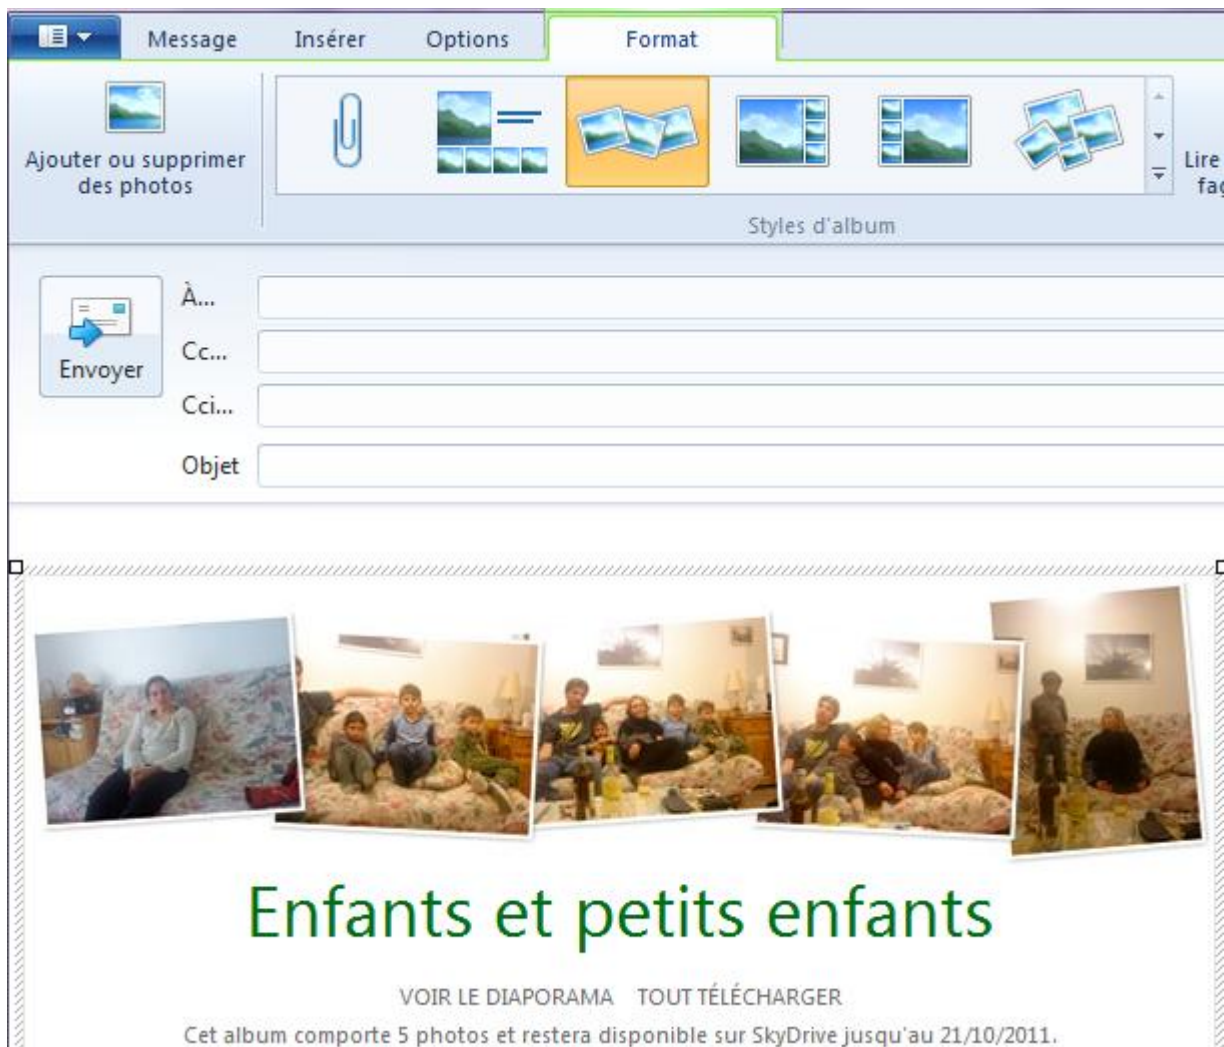 Message Insérer Options Format
Ajouter ou supprimer
des photos
Lire
Styles d'album
Envoyer
À...
Cc...
Cci...
Objet
Enfants et petits enfants
VOIR LE DIAPORAMA TOUT TÉLÉCHARGER
Cet album comporte 5 photos et restera disponible sur SkyDrive jusqu'au 21/10/2011.